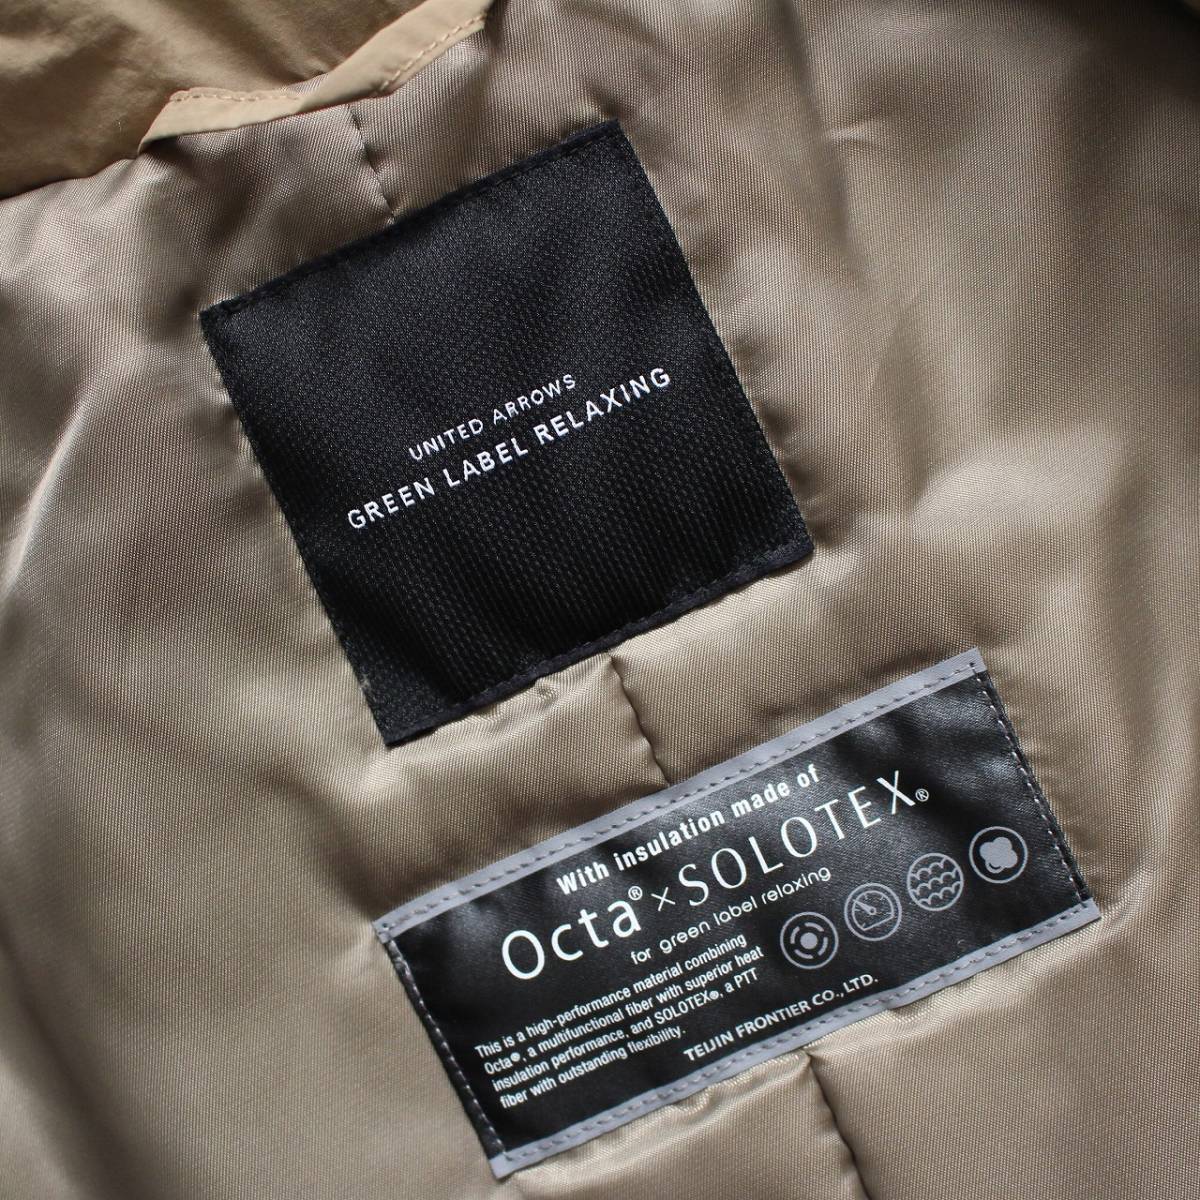 UNITED ARROWS
GREEN LABEL RELAXING
With insulation made of
Octa® × SOLOTEX®
for green label relaxing
This is a high-performance material combining
Octa®, a multifunctional fiber with superior heat
insulation performance, and SOLOTEX®, a PTT
fiber with outstanding flexibility.
TEIJIN FRONTIER CO., LTD.